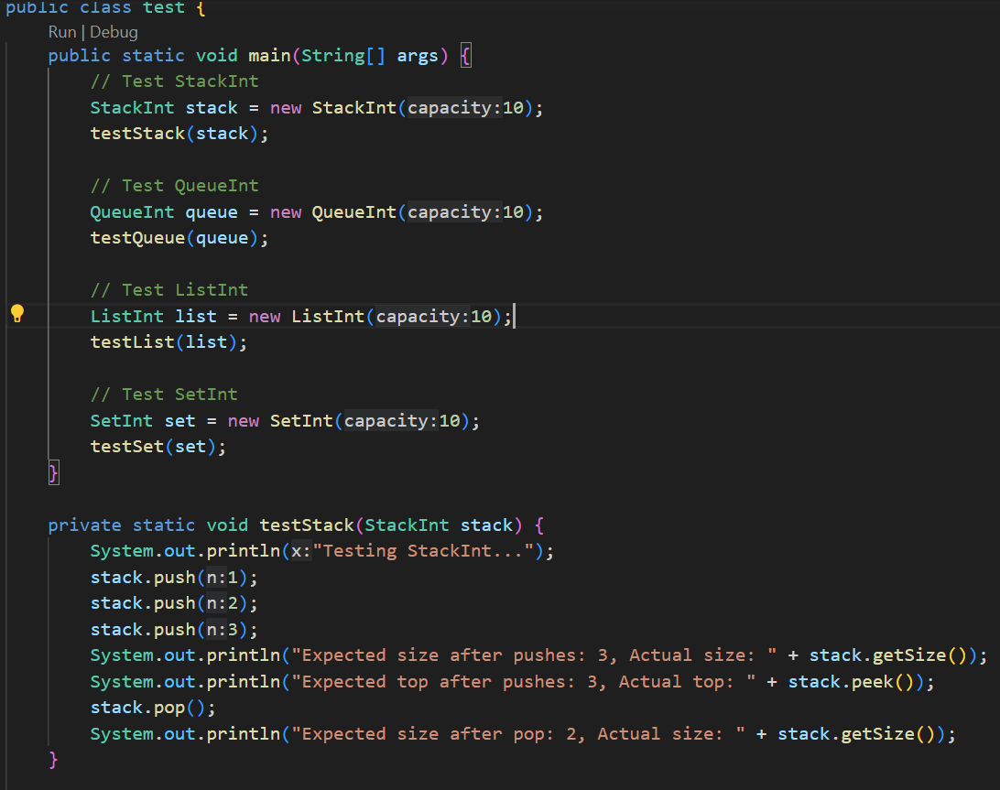 public class test {
Run | Debug
public static void main(String[] args) {
// Test StackInt
StackInt stack = new StackInt(capacity:10);
testStack(stack);
// Test QueueInt
QueueInt queue = new QueueInt(capacity:10);
testQueue(queue);
// Test ListInt
ListInt list = new ListInt(capacity:10);
testList(list);
// Test SetInt
SetInt set = new SetInt(capacity:10);
testSet(set);
}
private static void testStack(StackInt stack) {
System.out.println(x:"Testing StackInt...");
stack.push(n:1);
stack.push(n:2);
stack.push(n:3);
System.out.println("Expected size after pushes: 3, Actual size: " + stack.getSize());
System.out.println("Expected top after pushes: 3, Actual top: " + stack.peek());
stack.pop();
System.out.println("Expected size after pop: 2, Actual size: " + stack.getSize());
}